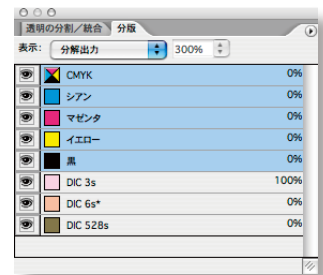 透明の分割／統合 分版
表示: 分解出力 300%
CMYK 0%
シアン 0%
マゼンタ 0%
イエロー 0%
黒 0%
DIC 3s 100%
DIC 6s* 0%
DIC 528s 0%